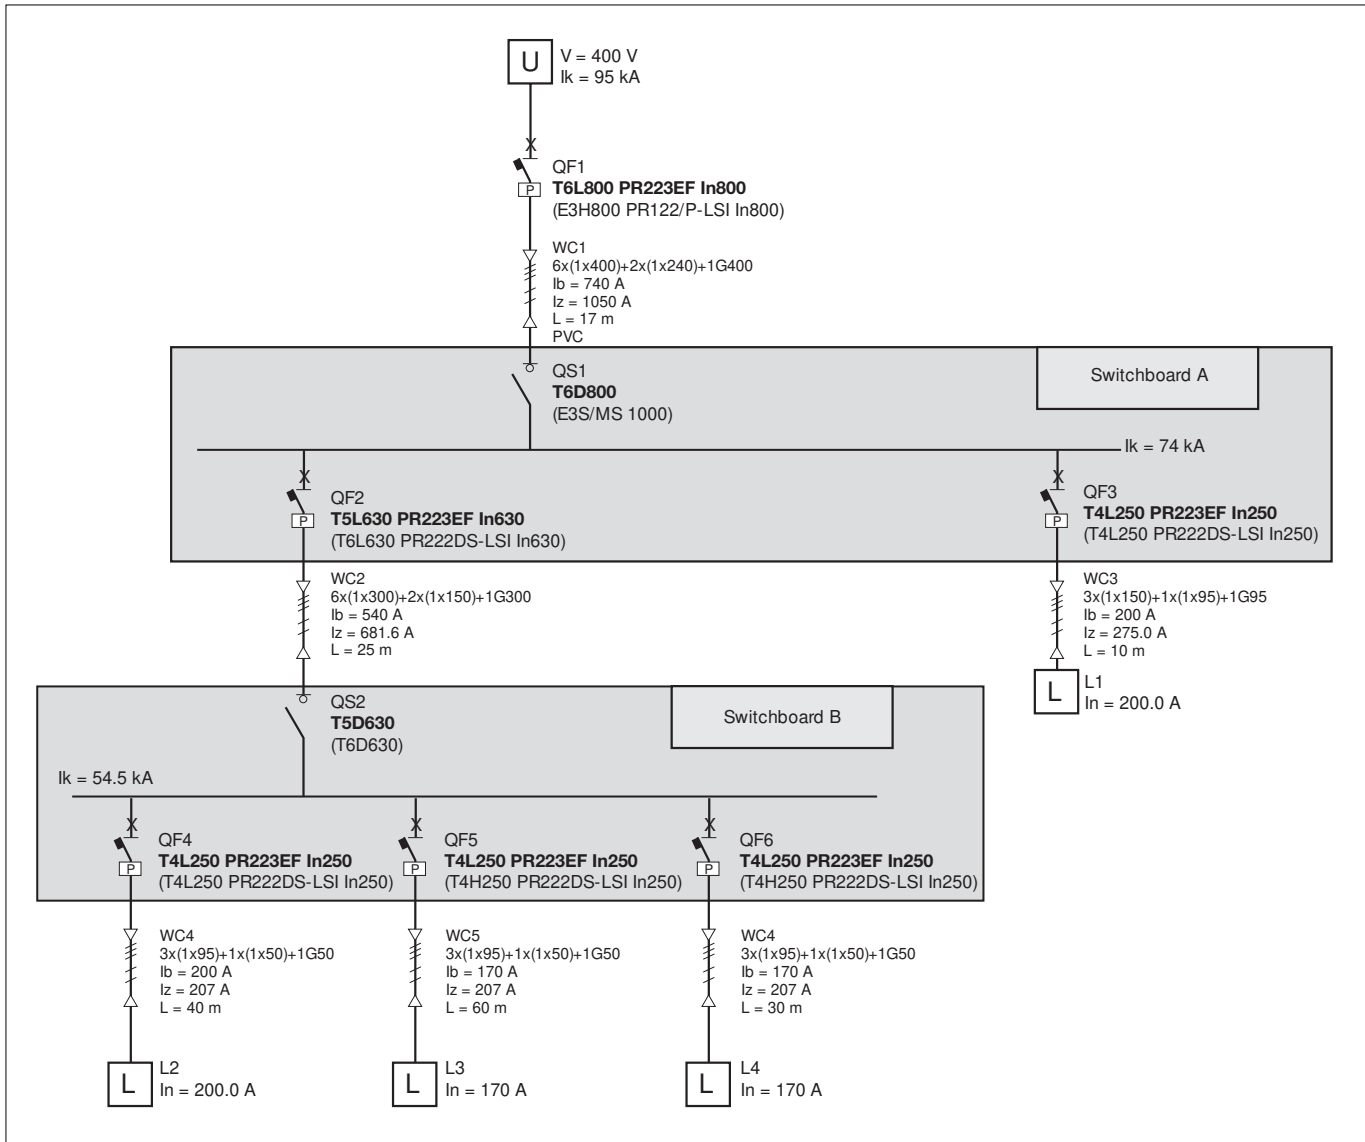 U
V = 400 V
Ik = 95 kA
QF1
T6L800 PR223EF In800
(E3H800 PR122/P-LSI In800)
P
WC1
6x(1x400)+2x(1x240)+1G400
Ib = 740 A
Iz = 1050 A
L = 17 m
PVC
QS1
T6D800
(E3S/MS 1000)
Switchboard A
Ik = 74 kA
QF2
T5L630 PR223EF In630
(T6L630 PR222DS-LSI In630)
P
QF3
T4L250 PR223EF In250
(T4L250 PR222DS-LSI In250)
P
WC2
6x(1x300)+2x(1x150)+1G300
Ib = 540 A
Iz = 681.6 A
L = 25 m
WC3
3x(1x150)+1x(1x95)+1G95
Ib = 200 A
Iz = 275.0 A
L = 10 m
L
L1
In = 200.0 A
QS2
T5D630
(T6D630)
Switchboard B
Ik = 54.5 kA
QF4
T4L250 PR223EF In250
(T4L250 PR222DS-LSI In250)
P
QF5
T4L250 PR223EF In250
(T4H250 PR222DS-LSI In250)
P
QF6
T4L250 PR223EF In250
(T4H250 PR222DS-LSI In250)
P
WC4
3x(1x95)+1x(1x50)+1G50
Ib = 200 A
Iz = 207 A
L = 40 m
WC5
3x(1x95)+1x(1x50)+1G50
Ib = 170 A
Iz = 207 A
L = 60 m
WC4
3x(1x95)+1x(1x50)+1G50
Ib = 170 A
Iz = 207 A
L = 30 m
L
L2
In = 200.0 A
L
L3
In = 170 A
L
L4
In = 170 A